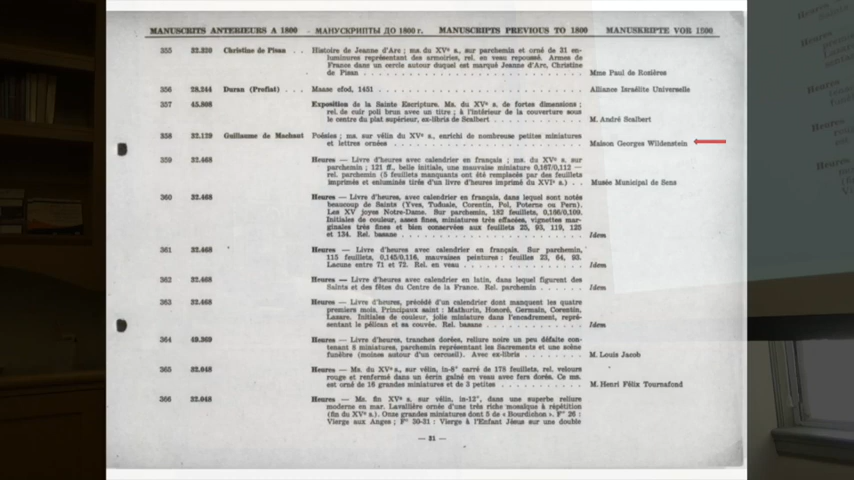 MANUSCRITS ANTERIEURS A 1800 - МАНУСКРИПТЫ ДО 1800 г. MANUSCRIPTS PREVIOUS TO 1800 MANUSKRIPTE VOR 1800
355 32.320 Christine de Pisan . . Histoire de Jeanne d'Arc ; ms. du XVe s., sur parchemin et orné de 31 en-
luminures représentant des armoiries, rel. en veau repoussé. Armes de
France dans un cercle autour duquel est marqué Jeanne d'Arc, Christine
de Pisan Mme Paul de Rosières
356 28.244 Duran (Profiat) . . . Maase efod, 1451 Alliance Israélite Universelle
357 45.808 Exposition de la Sainte Escripture. Ms. du XVe s. de fortes dimensions ;
rel. de cuir poli brun avec un titre ; à l'intérieur de la couverture sous
le centre du plat supérieur, ex-libris de Scalbert M. André Scalbert
358 32.129 Guillaume de Machaut Poésies ; ms. sur vélin du XVe s., enrichi de nombreuse petites miniatures
et lettres ornées Maison Georges Wildenstein
359 32.468 Heures — Livre d'heures avec calendrier en français ; ms. du XVe s., sur
parchemin ; 121 ff., belle initiale, une mauvaise miniature 0,167/0,112 —
rel. parchemin (5 feuillets manquants ont été remplacés par des feuillets
imprimés et enluminés tirés d'un livre d'heures imprimé du XVIe s.) . . Musée Municipal de Sens
360 32.468 Heures — Livre d'heures, avec calendrier en français, dans lequel sont notés
beaucoup de Saints (Yves, Tuduale, Corentin, Pol, Poterne ou Pern).
Les XV joyes Notre-Dame. Sur parchemin, 182 feuillets, 0,156/0,109.
Initiales de couleur, assez fines, miniatures très effacées, vignettes mar-
ginales très fines et bien conservées aux feuillets 25, 93, 119, 125
et 134. Rel. basane Idem
361 32.468 Heures — Livre d'heures avec calendrier en français. Sur parchemin,
115 feuillets, 0,145/0,116, mauvaises peintures : feuilles 23, 64, 93.
Lacune entre 71 et 72. Rel. en veau Idem
362 32.468 Heures — Livre d'heures avec calendrier en latin, dans lequel figurent des
Saints et des fêtes du Centre de la France. Rel. parchemin Idem
363 32.468 Heures — Livre d'heures, précédé d'un calendrier dont manquent les quatre
premiers mois. Principaux saint : Mathurin, Honoré, Germain, Corentin,
Lazare. Initiales de couleur, jolie miniature dans l'encadrement, repré-
sentant le pélican et sa couvée. Rel. basane Idem
364 49.369 Heures — Livre d'heures, tranches dorées, reliure noire un peu défaite con-
tenant 8 miniatures, parchemin représentant les Sacrements et une scène
funèbre (moines autour d'un cercueil). Avec ex-libris M. Louis Jacob
365 32.048 Heures — Ms. du XVe s., sur vélin, in-8° carré de 178 feuillets, rel. velours
rouge et renfermé dans un écrin gaîné en veau avec fers dorés. Ce ms.
est orné de 16 grandes miniatures et de 3 petites M. Henri Félix Tournafond
366 32.048 Heures — Ms. fin XVe s., sur vélin, in-12°, dans une superbe reliure
moderne en mar. Lavallière ornée d'une très riche mosaïque à répétition
(fin du XVe s.). Onze grandes miniatures dont 5 de « Bourdichon ». F° 26 :
Vierge aux Anges ; F° 30-31 : Vierge à l'Enfant Jésus sur une double
— 31 —